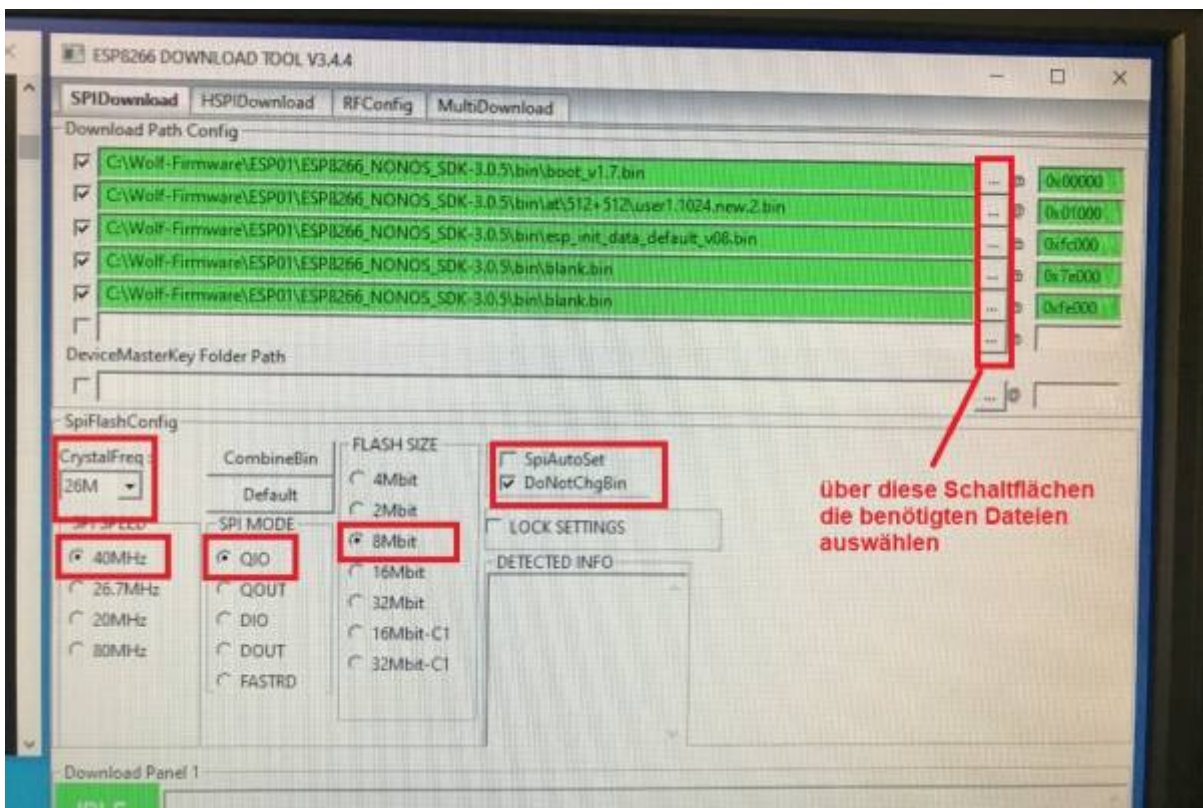 ESP8266 DOWNLOAD TOOL V3.4.4
SPIDownload HSPIDownload RFConfig MultiDownload
Download Path Config
C:\Wolf-Firmware\ESP01\ESP8266_NONOS_SDK-3.0.5\bin\boot_v1.7.bin ... @ 0x00000
C:\Wolf-Firmware\ESP01\ESP8266_NONOS_SDK-3.0.5\bin\at\512+512\user1.1024.new.2.bin ... @ 0x01000
C:\Wolf-Firmware\ESP01\ESP8266_NONOS_SDK-3.0.5\bin\esp_init_data_default_v08.bin ... @ 0xfc000
C:\Wolf-Firmware\ESP01\ESP8266_NONOS_SDK-3.0.5\bin\blank.bin ... @ 0x7e000
C:\Wolf-Firmware\ESP01\ESP8266_NONOS_SDK-3.0.5\bin\blank.bin ... @ 0xfe000
... @
DeviceMasterKey Folder Path
... @
SpiFlashConfig
CrystalFreq :
26M
CombineBin
Default
SPI SPEED
40MHz
26.7MHz
20MHz
80MHz
SPI MODE
QIO
QOUT
DIO
DOUT
FASTRD
FLASH SIZE
4Mbit
2Mbit
8Mbit
16Mbit
32Mbit
16Mbit-C1
32Mbit-C1
SpiAutoSet
DoNotChgBin
LOCK SETTINGS
DETECTED INFO
über diese Schaltflächen
die benötigten Dateien
auswählen
Download Panel 1
IDLE